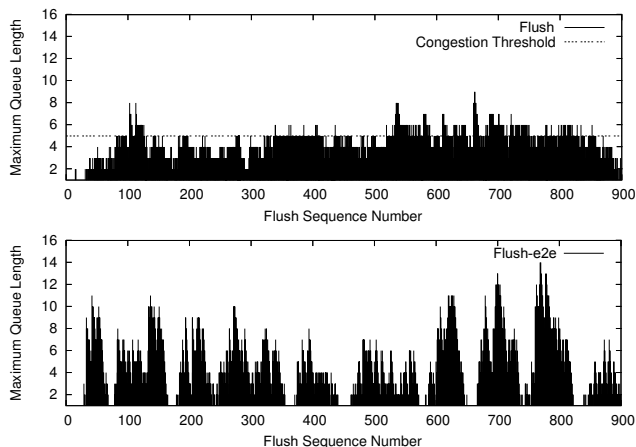 16
14
12
10
8
6
4
2
Maximum Queue Length
Flush
Congestion Threshold
0 100 200 300 400 500 600 700 800 900
Flush Sequence Number
16
14
12
10
8
6
4
2
Maximum Queue Length
Flush-e2e
0 100 200 300 400 500 600 700 800 900
Flush Sequence Number